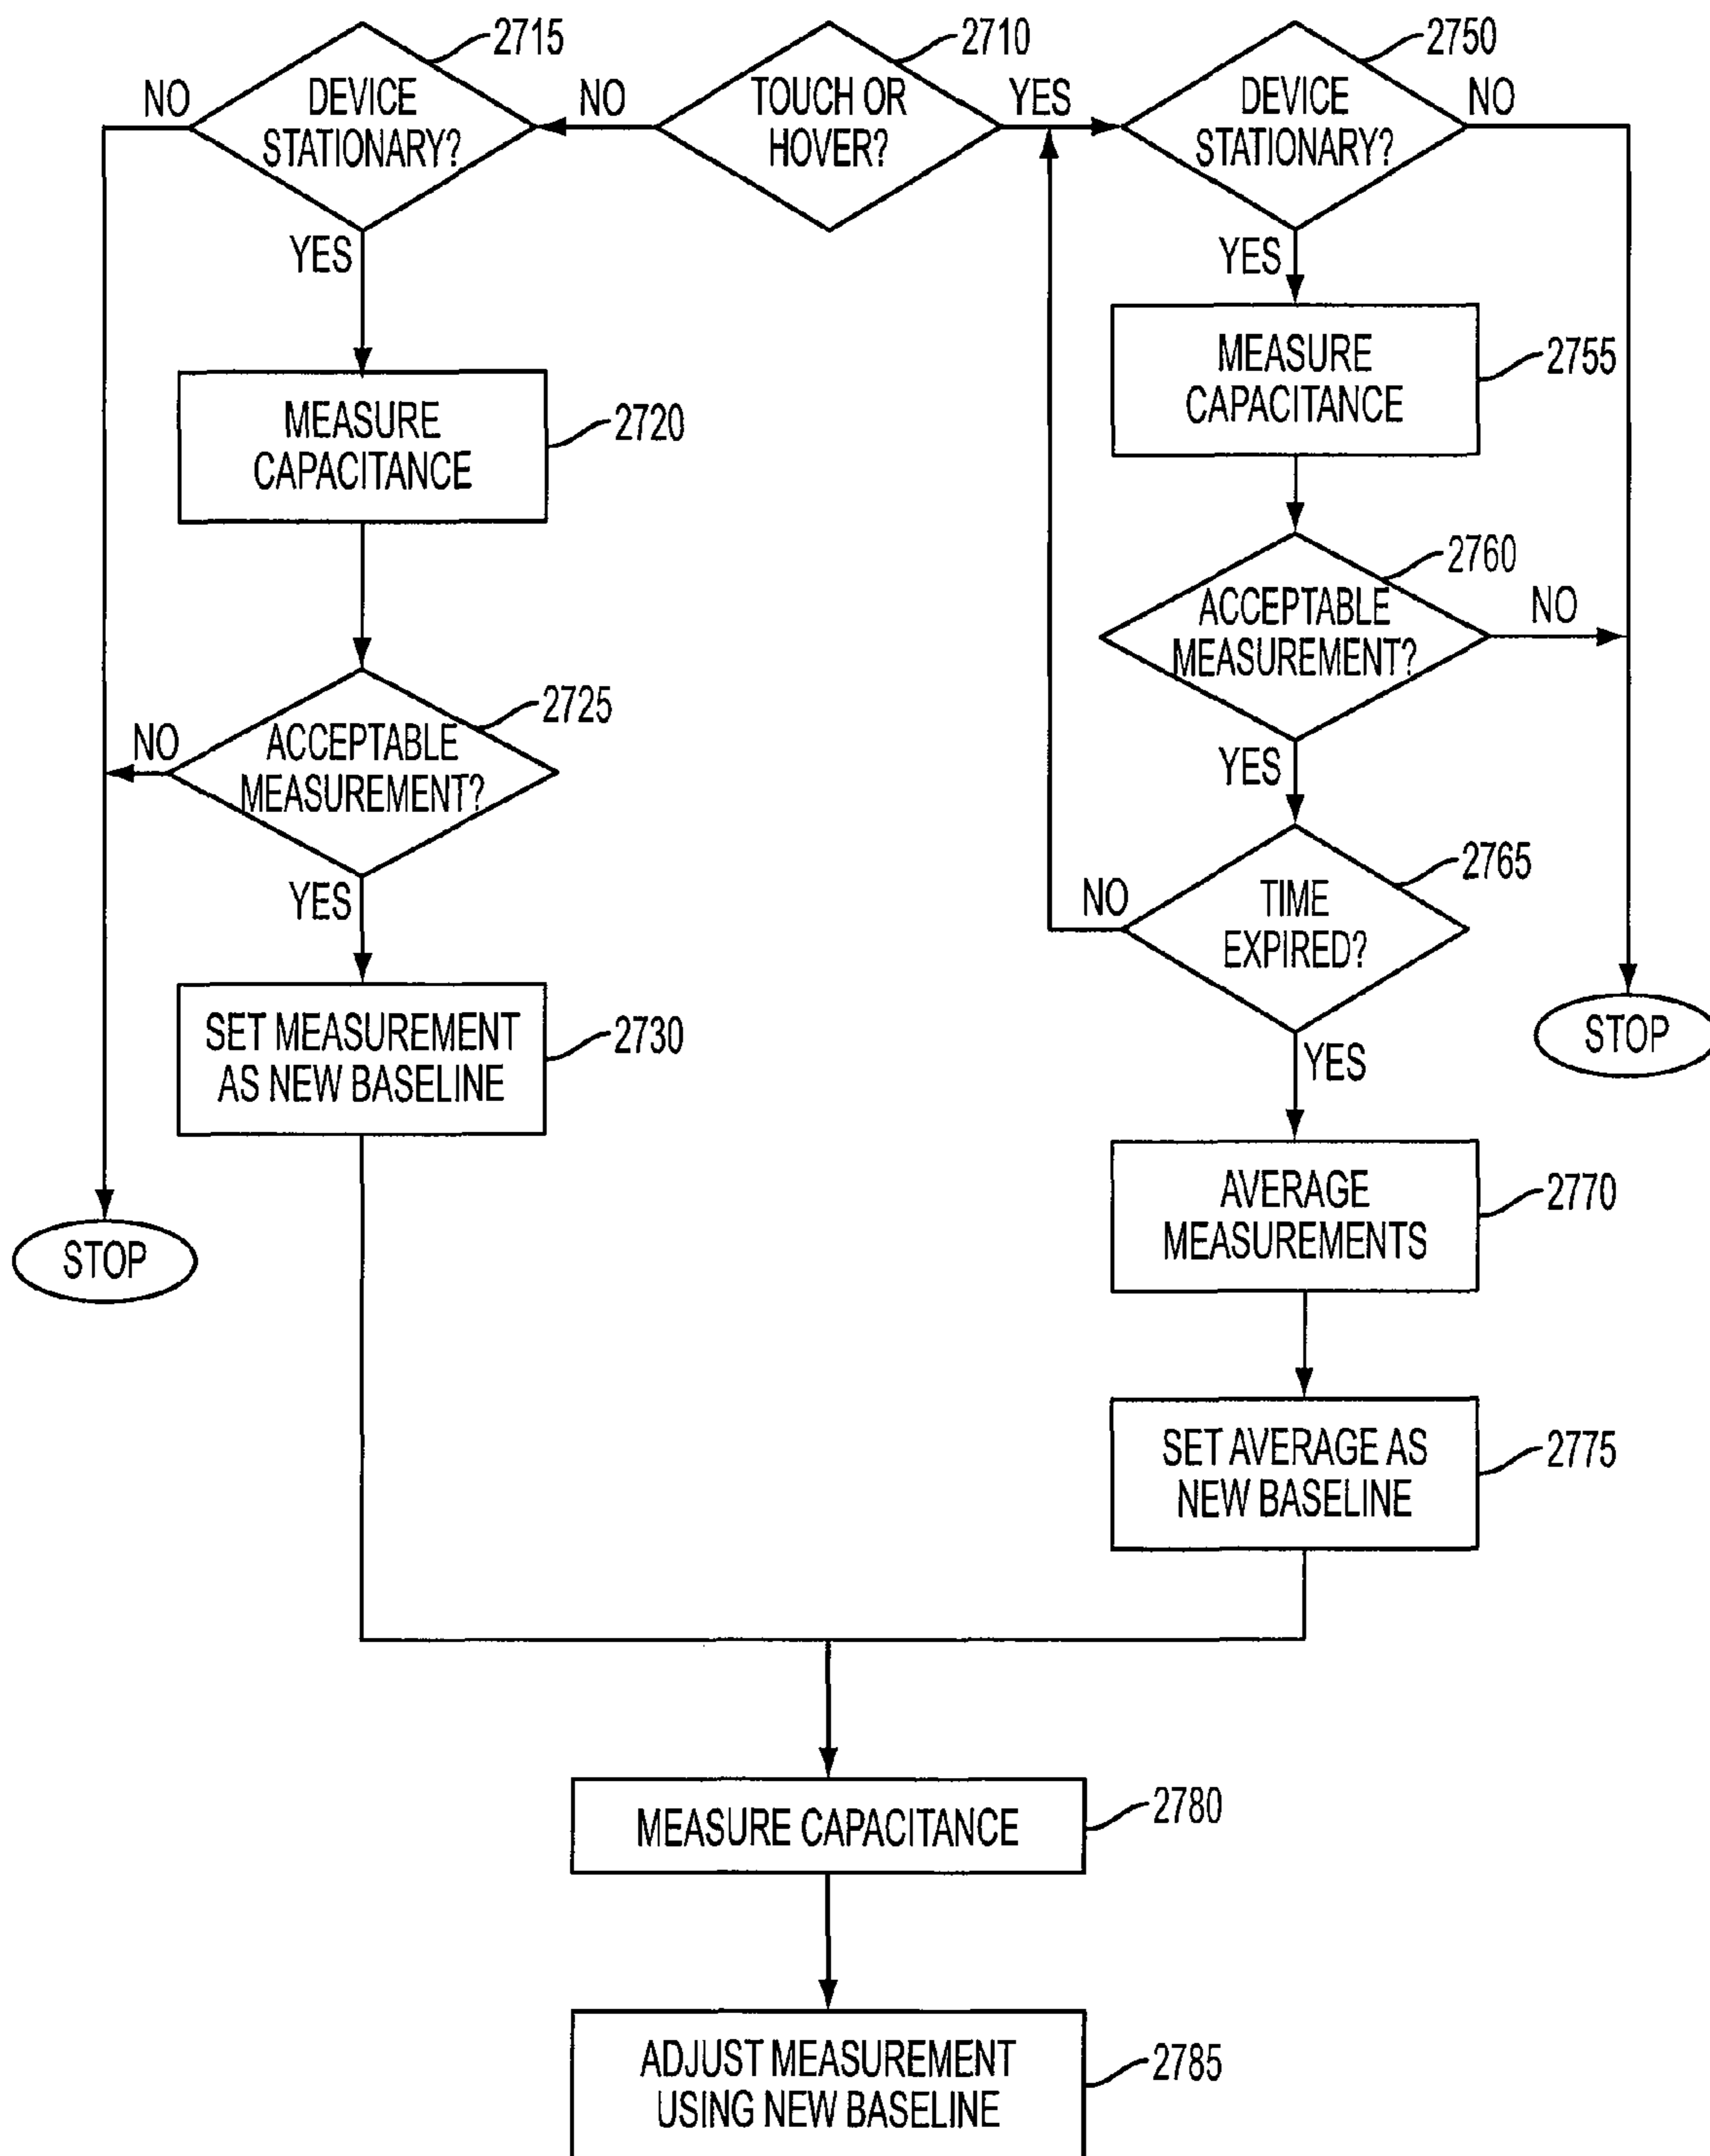 2710
TOUCH OR
HOVER?
NO
YES
2715
DEVICE
STATIONARY?
NO
YES
2720
MEASURE
CAPACITANCE
2725
ACCEPTABLE
MEASUREMENT?
NO
YES
2730
SET MEASUREMENT
AS NEW BASELINE
STOP
2750
DEVICE
STATIONARY?
NO
YES
2755
MEASURE
CAPACITANCE
2760
ACCEPTABLE
MEASUREMENT?
NO
YES
2765
TIME
EXPIRED?
NO
YES
STOP
2770
AVERAGE
MEASUREMENTS
2775
SET AVERAGE AS
NEW BASELINE
2780
MEASURE CAPACITANCE
2785
ADJUST MEASUREMENT
USING NEW BASELINE